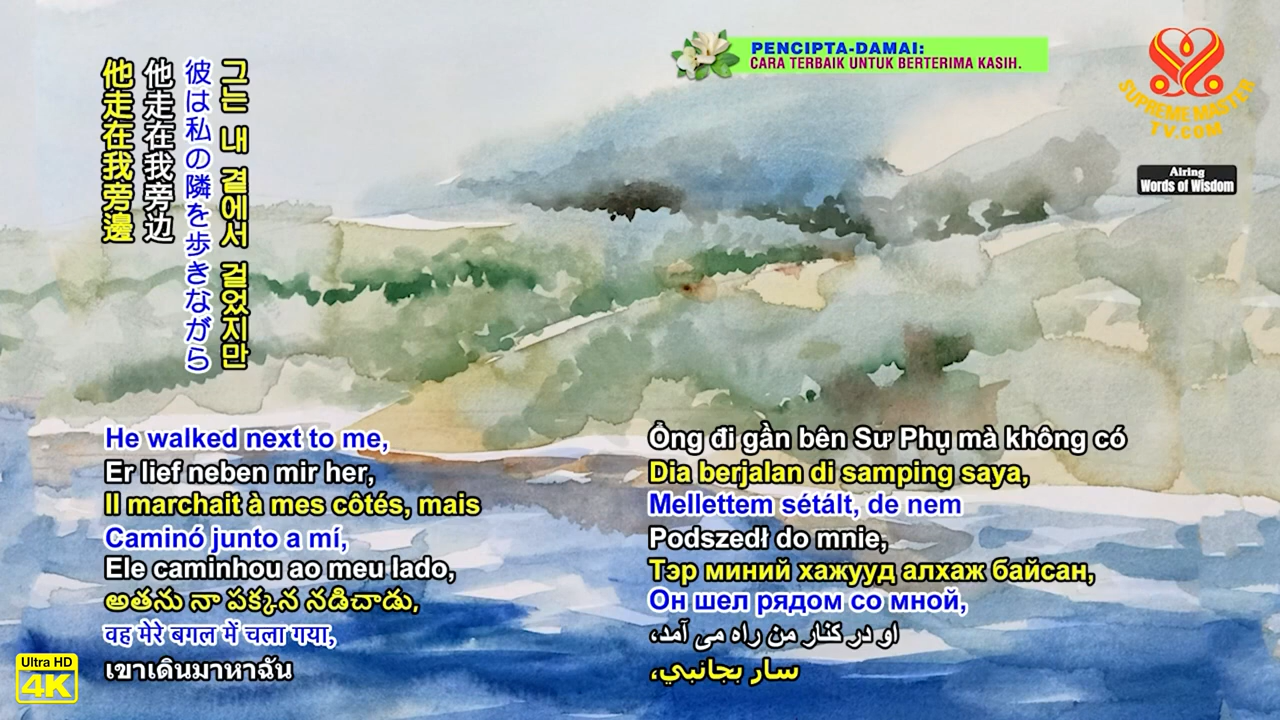 PENCIPTA-DAMAI:
CARA TERBAIK UNTUK BERTERIMA KASIH.
SUPREME MASTER
TV.COM
Airing
Words of Wisdom
그는 내 곁에서 걸었지만
彼は私の隣を歩きながら
他走在我旁边
他走在我旁邊
He walked next to me,
Er lief neben mir her,
Il marchait à mes côtés, mais
Caminó junto a mí,
Ele caminhou ao meu lado,
అతను నా పక్కన నడిచాడు,
वह मेरे बगल में चला गया,
เขาเดินมาหาฉัน
Ông đi gần bên Sư Phụ mà không có
Dia berjalan di samping saya,
Mellettem sétált, de nem
Podszedł do mnie,
Тэр миний хажууд алхаж байсан,
Он шел рядом со мной,
او در کنار من راه می آمد،
سار بجانبي،
Ultra HD
4K